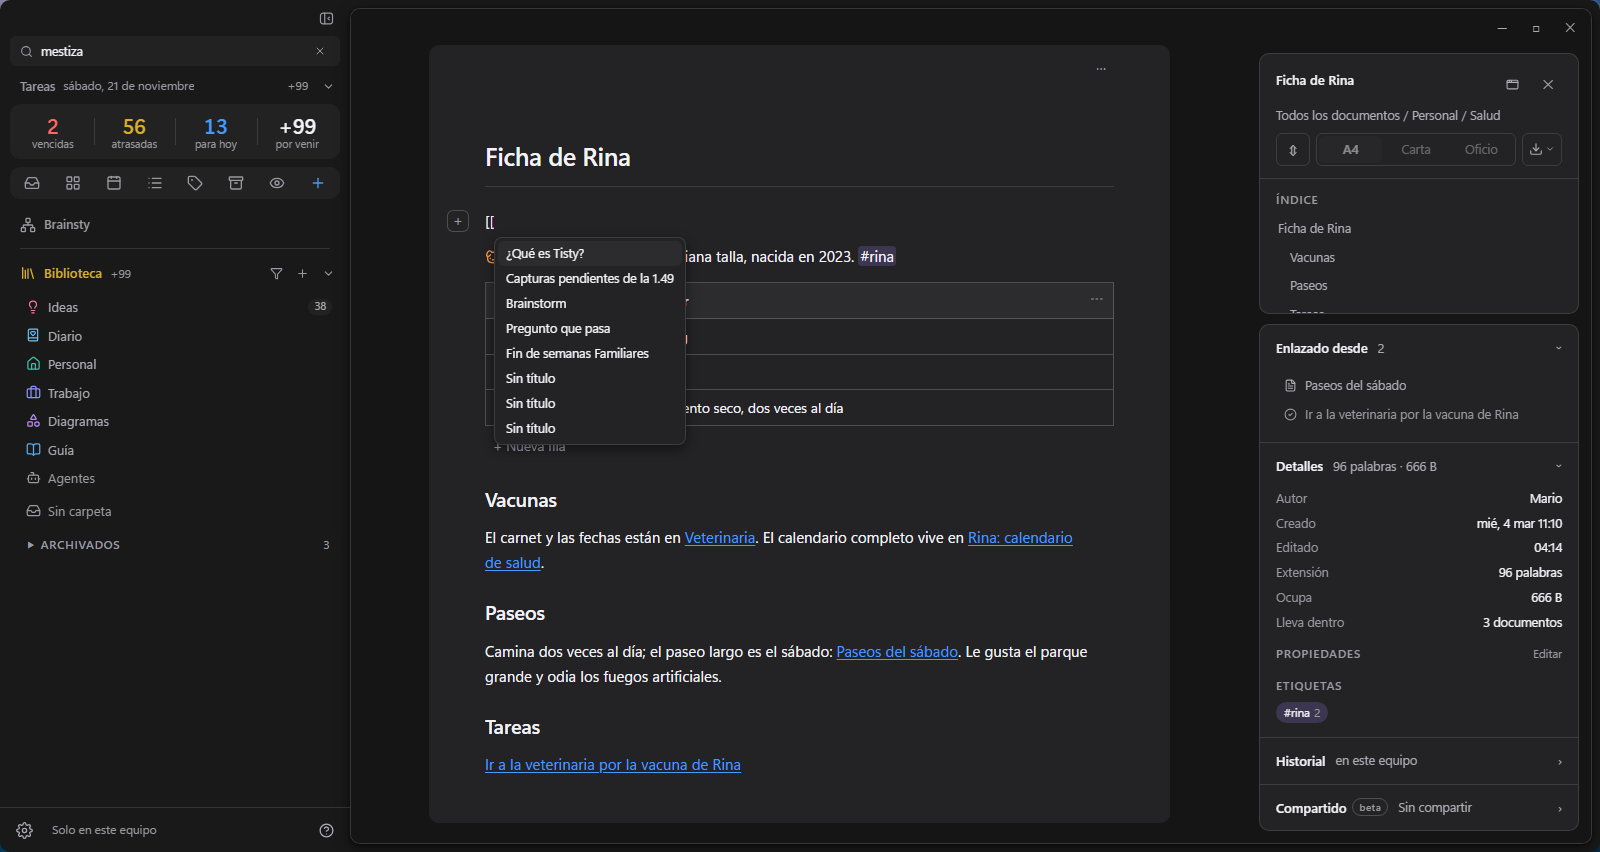 mestiza
Tareas sábado, 21 de noviembre +99
2 56 13 +99
vencidas atrasadas para hoy por venir
Brainsty
Biblioteca +99
Ideas 38
Diario
Personal
Trabajo
Diagramas
Guía
Agentes
Sin carpeta
ARCHIVADOS 3
Solo en este equipo
Ficha de Rina
[[
¿Qué es Tisty?
Capturas pendientes de la 1.49
Brainstorm
Pregunto que pasa
Fin de semanas Familiares
Sin título
Sin título
Sin título
iana talla, nacida en 2023. #rina
ento seco, dos veces al día
+ Nueva fila
Vacunas
El carnet y las fechas están en Veterinaria. El calendario completo vive en Rina: calendario
de salud.
Paseos
Camina dos veces al día; el paseo largo es el sábado: Paseos del sábado. Le gusta el parque
grande y odia los fuegos artificiales.
Tareas
Ir a la veterinaria por la vacuna de Rina
Ficha de Rina
Todos los documentos / Personal / Salud
A4 Carta Oficio
ÍNDICE
Ficha de Rina
Vacunas
Paseos
Tareas
Enlazado desde 2
Paseos del sábado
Ir a la veterinaria por la vacuna de Rina
Detalles 96 palabras · 666 B
Autor Mario
Creado mié, 4 mar 11:10
Editado 04:14
Extensión 96 palabras
Ocupa 666 B
Lleva dentro 3 documentos
PROPIEDADES Editar
ETIQUETAS
#rina 2
Historial en este equipo
Compartido beta Sin compartir